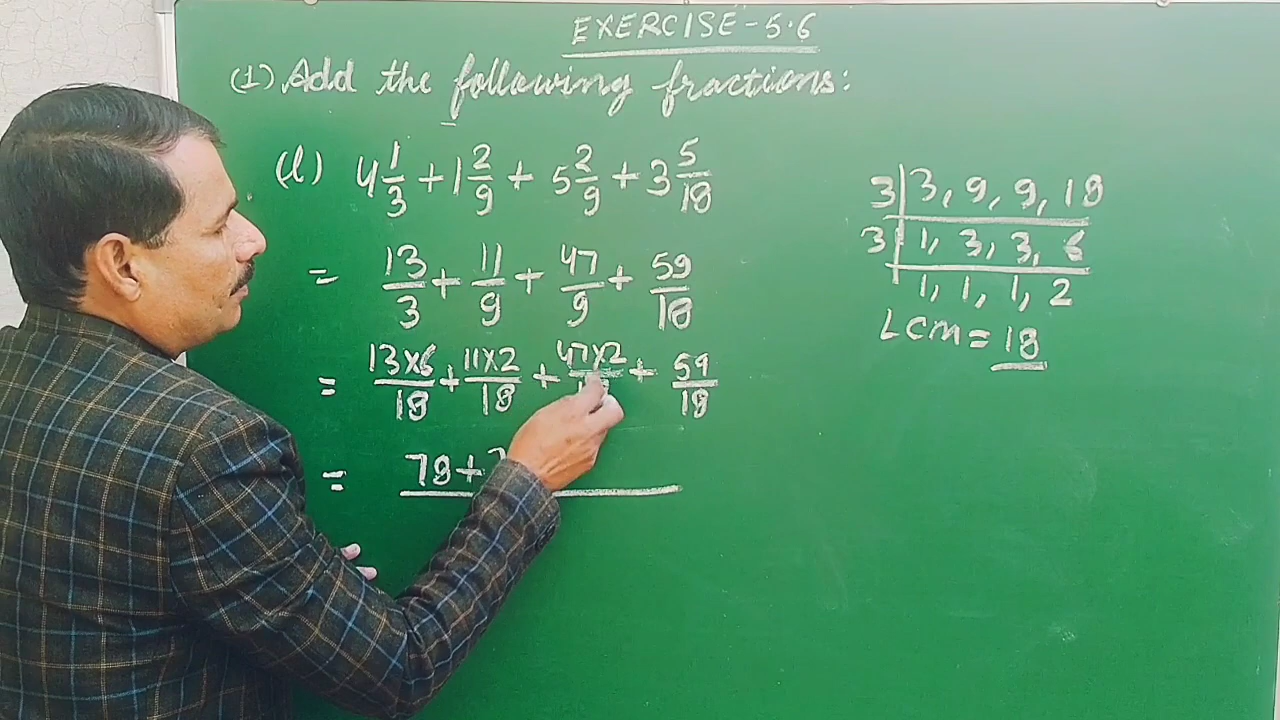 EXERCISE-5.6
(1) Add the following fractions:
(l) 4 1/3 + 1 2/9 + 5 2/9 + 3 5/18
= 13/3 + 11/9 + 47/9 + 59/18
= 13×6/18 + 11×2/18 + 47×2/ + 59/18
= 78+
3 | 3, 9, 9, 18
3 | 1, 3, 3, 6
1, 1, 1, 2
LCM = 18